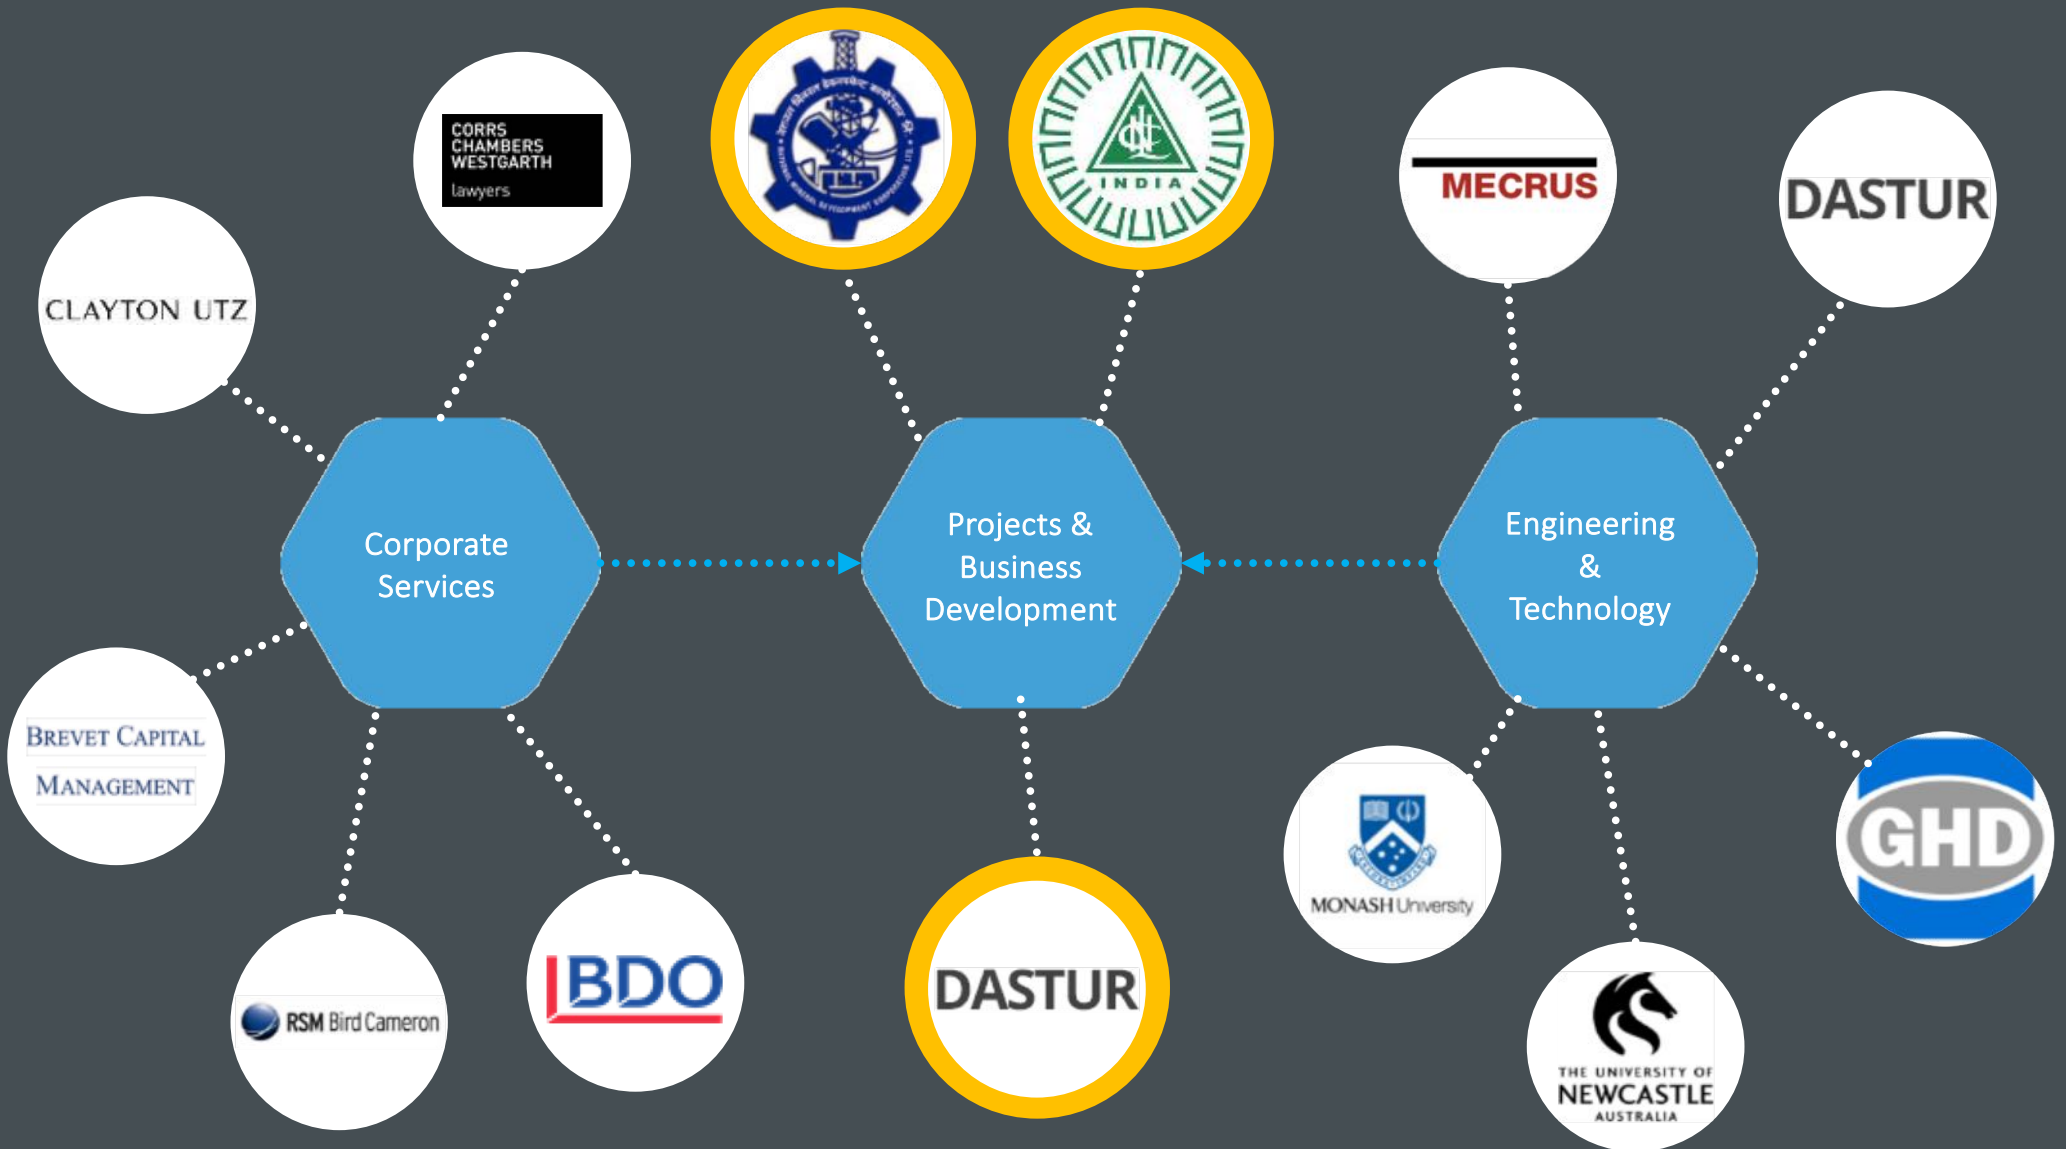 CORRS
CHAMBERS
WESTGARTH
lawyers
INDIA
MECRUS
DASTUR
CLAYTON UTZ
Corporate
Services
Projects &
Business
Development
Engineering
&
Technology
BREVET CAPITAL
MANAGEMENT
RSM Bird Cameron
BDO
DASTUR
MONASH University
GHD
THE UNIVERSITY OF
NEWCASTLE
AUSTRALIA